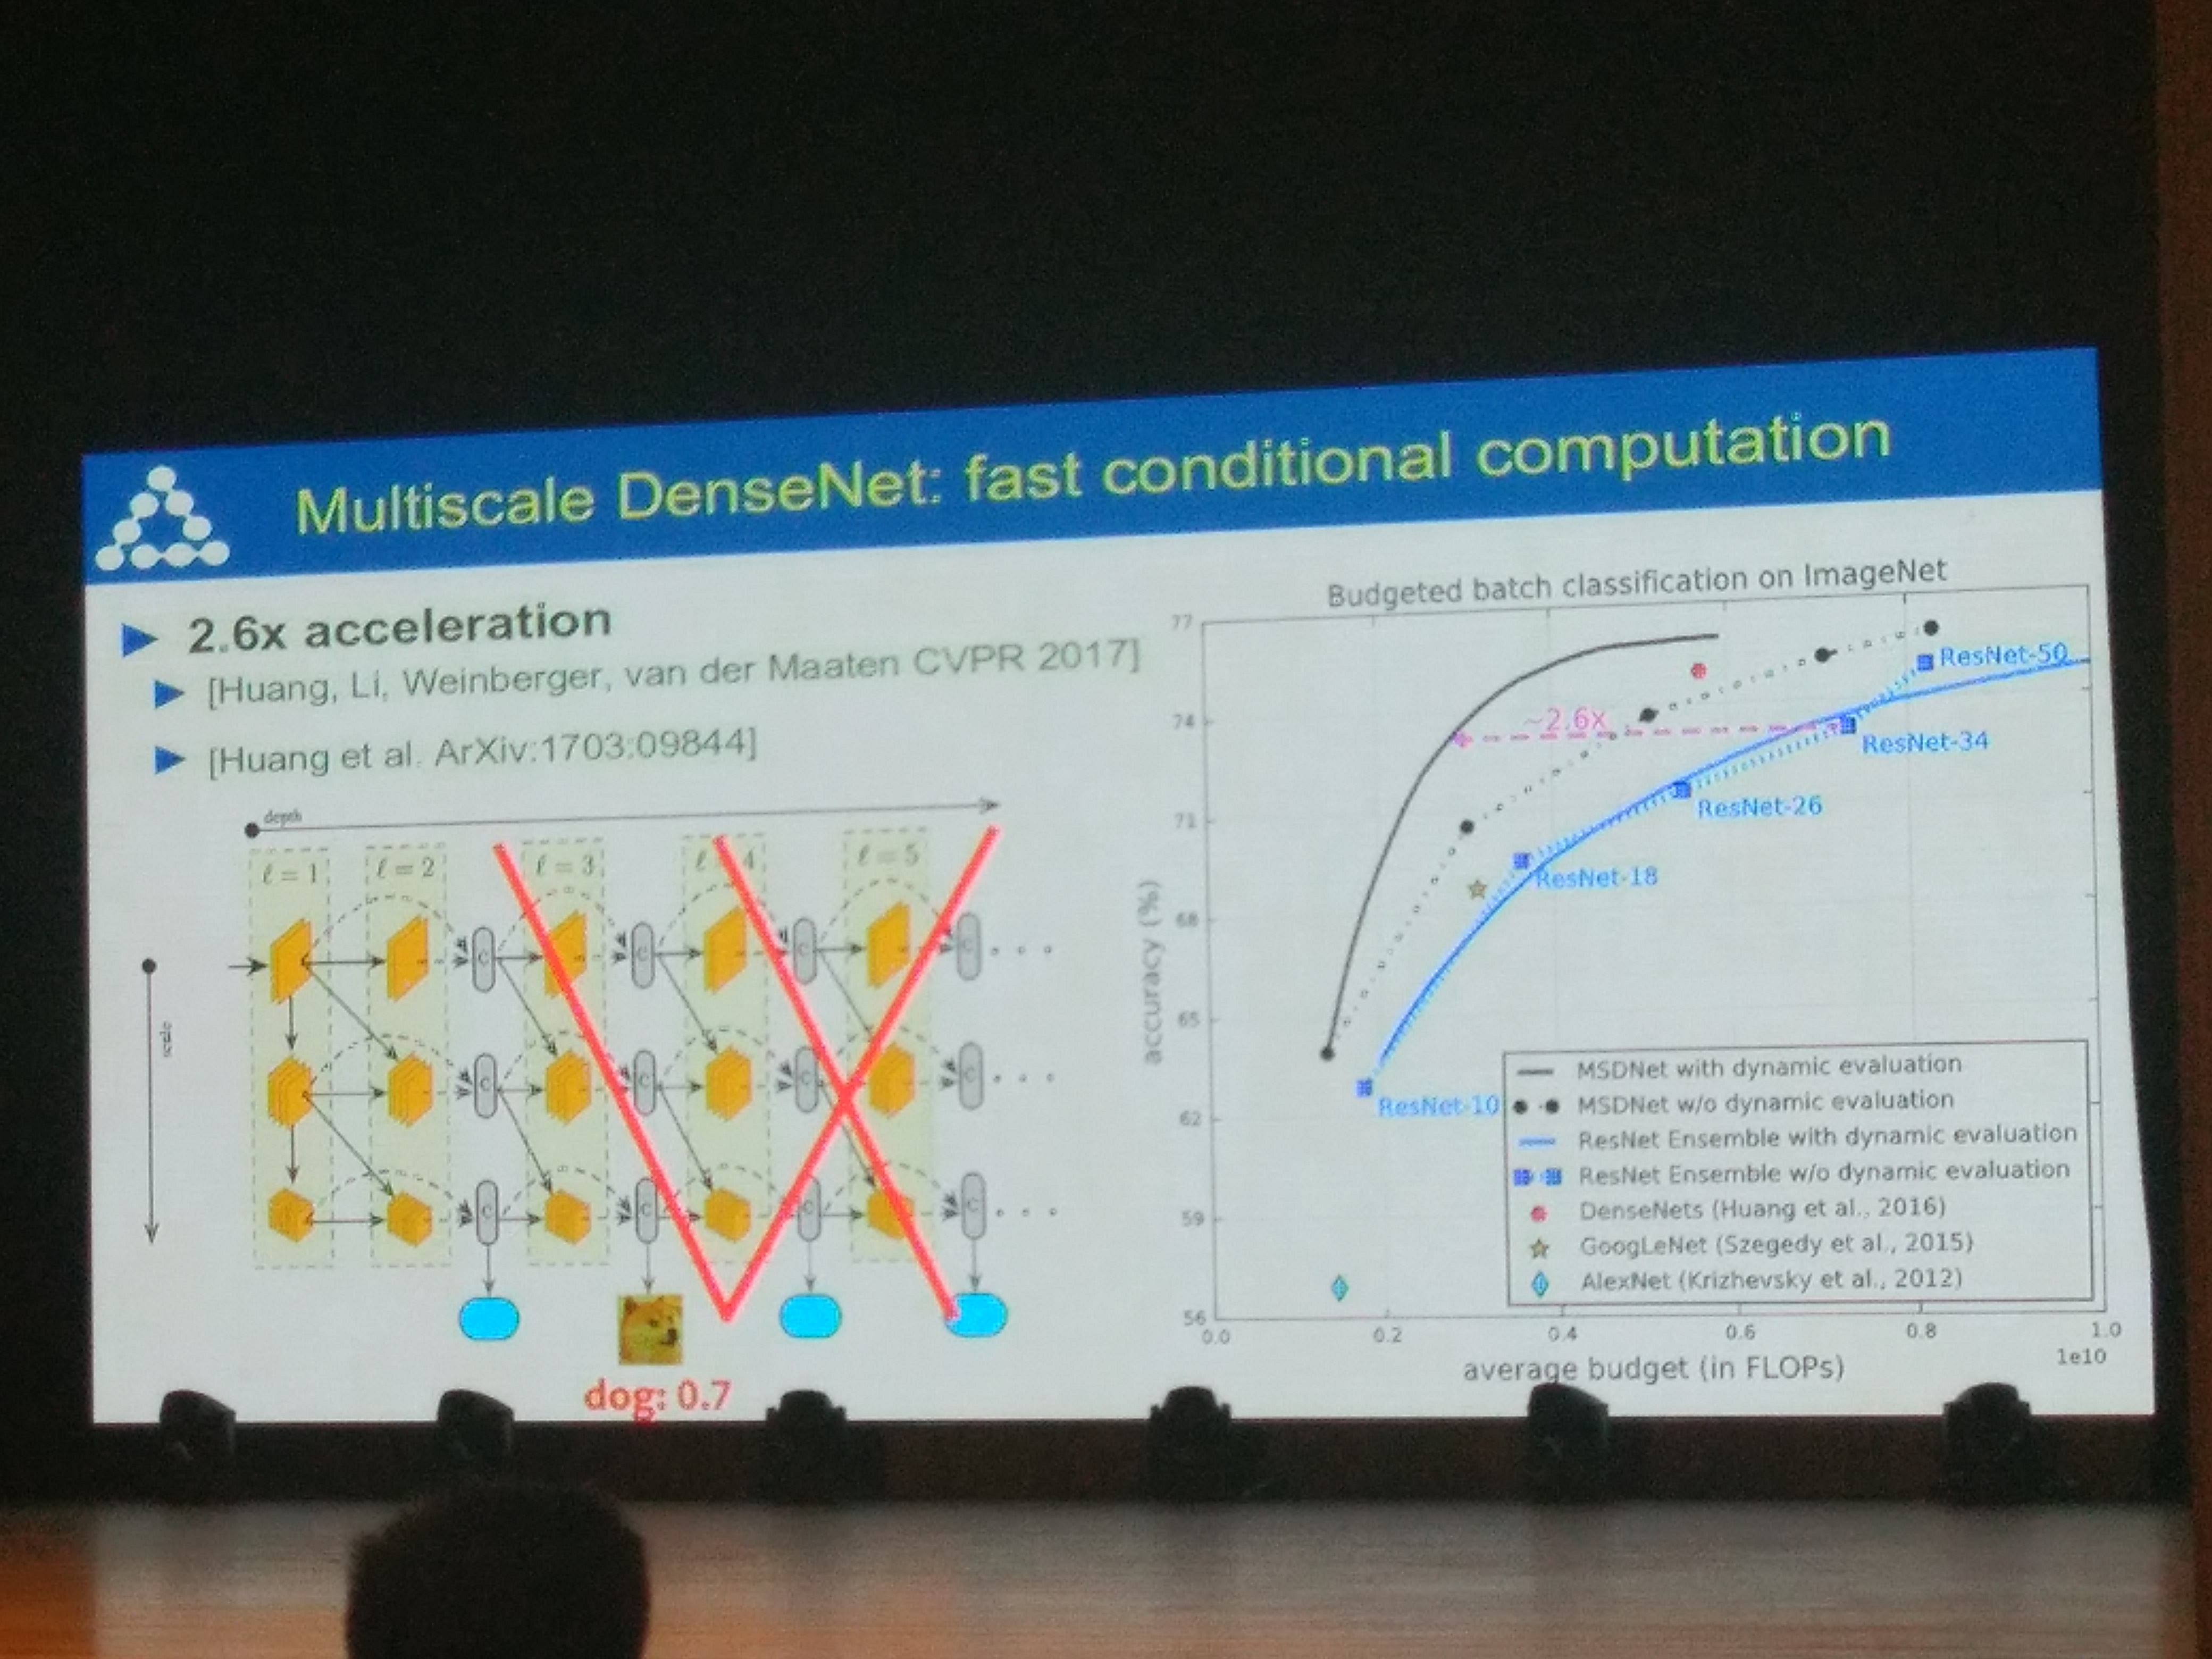 Multiscale DenseNet: fast conditional computation
2.6x acceleration
[Huang, Li, Weinberger, van der Maaten CVPR 2017]
[Huang et al. ArXiv:1703:09844]
depth
ℓ = 1
ℓ = 2
ℓ = 3
ℓ 4
ℓ = 5
scale
C C C C
C C C C
C C C C
dog: 0.7
Budgeted batch classification on ImageNet
77
74
71
68
65
62
59
56
accuracy (%)
~2.6x
ResNet-50
ResNet-34
ResNet-26
ResNet-18
ResNet-10
MSDNet with dynamic evaluation
MSDNet w/o dynamic evaluation
ResNet Ensemble with dynamic evaluation
ResNet Ensemble w/o dynamic evaluation
DenseNets (Huang et al., 2016)
GoogLeNet (Szegedy et al., 2015)
AlexNet (Krizhevsky et al., 2012)
0.0 0.2 0.4 0.6 0.8 1.0
1e10
average budget (in FLOPs)